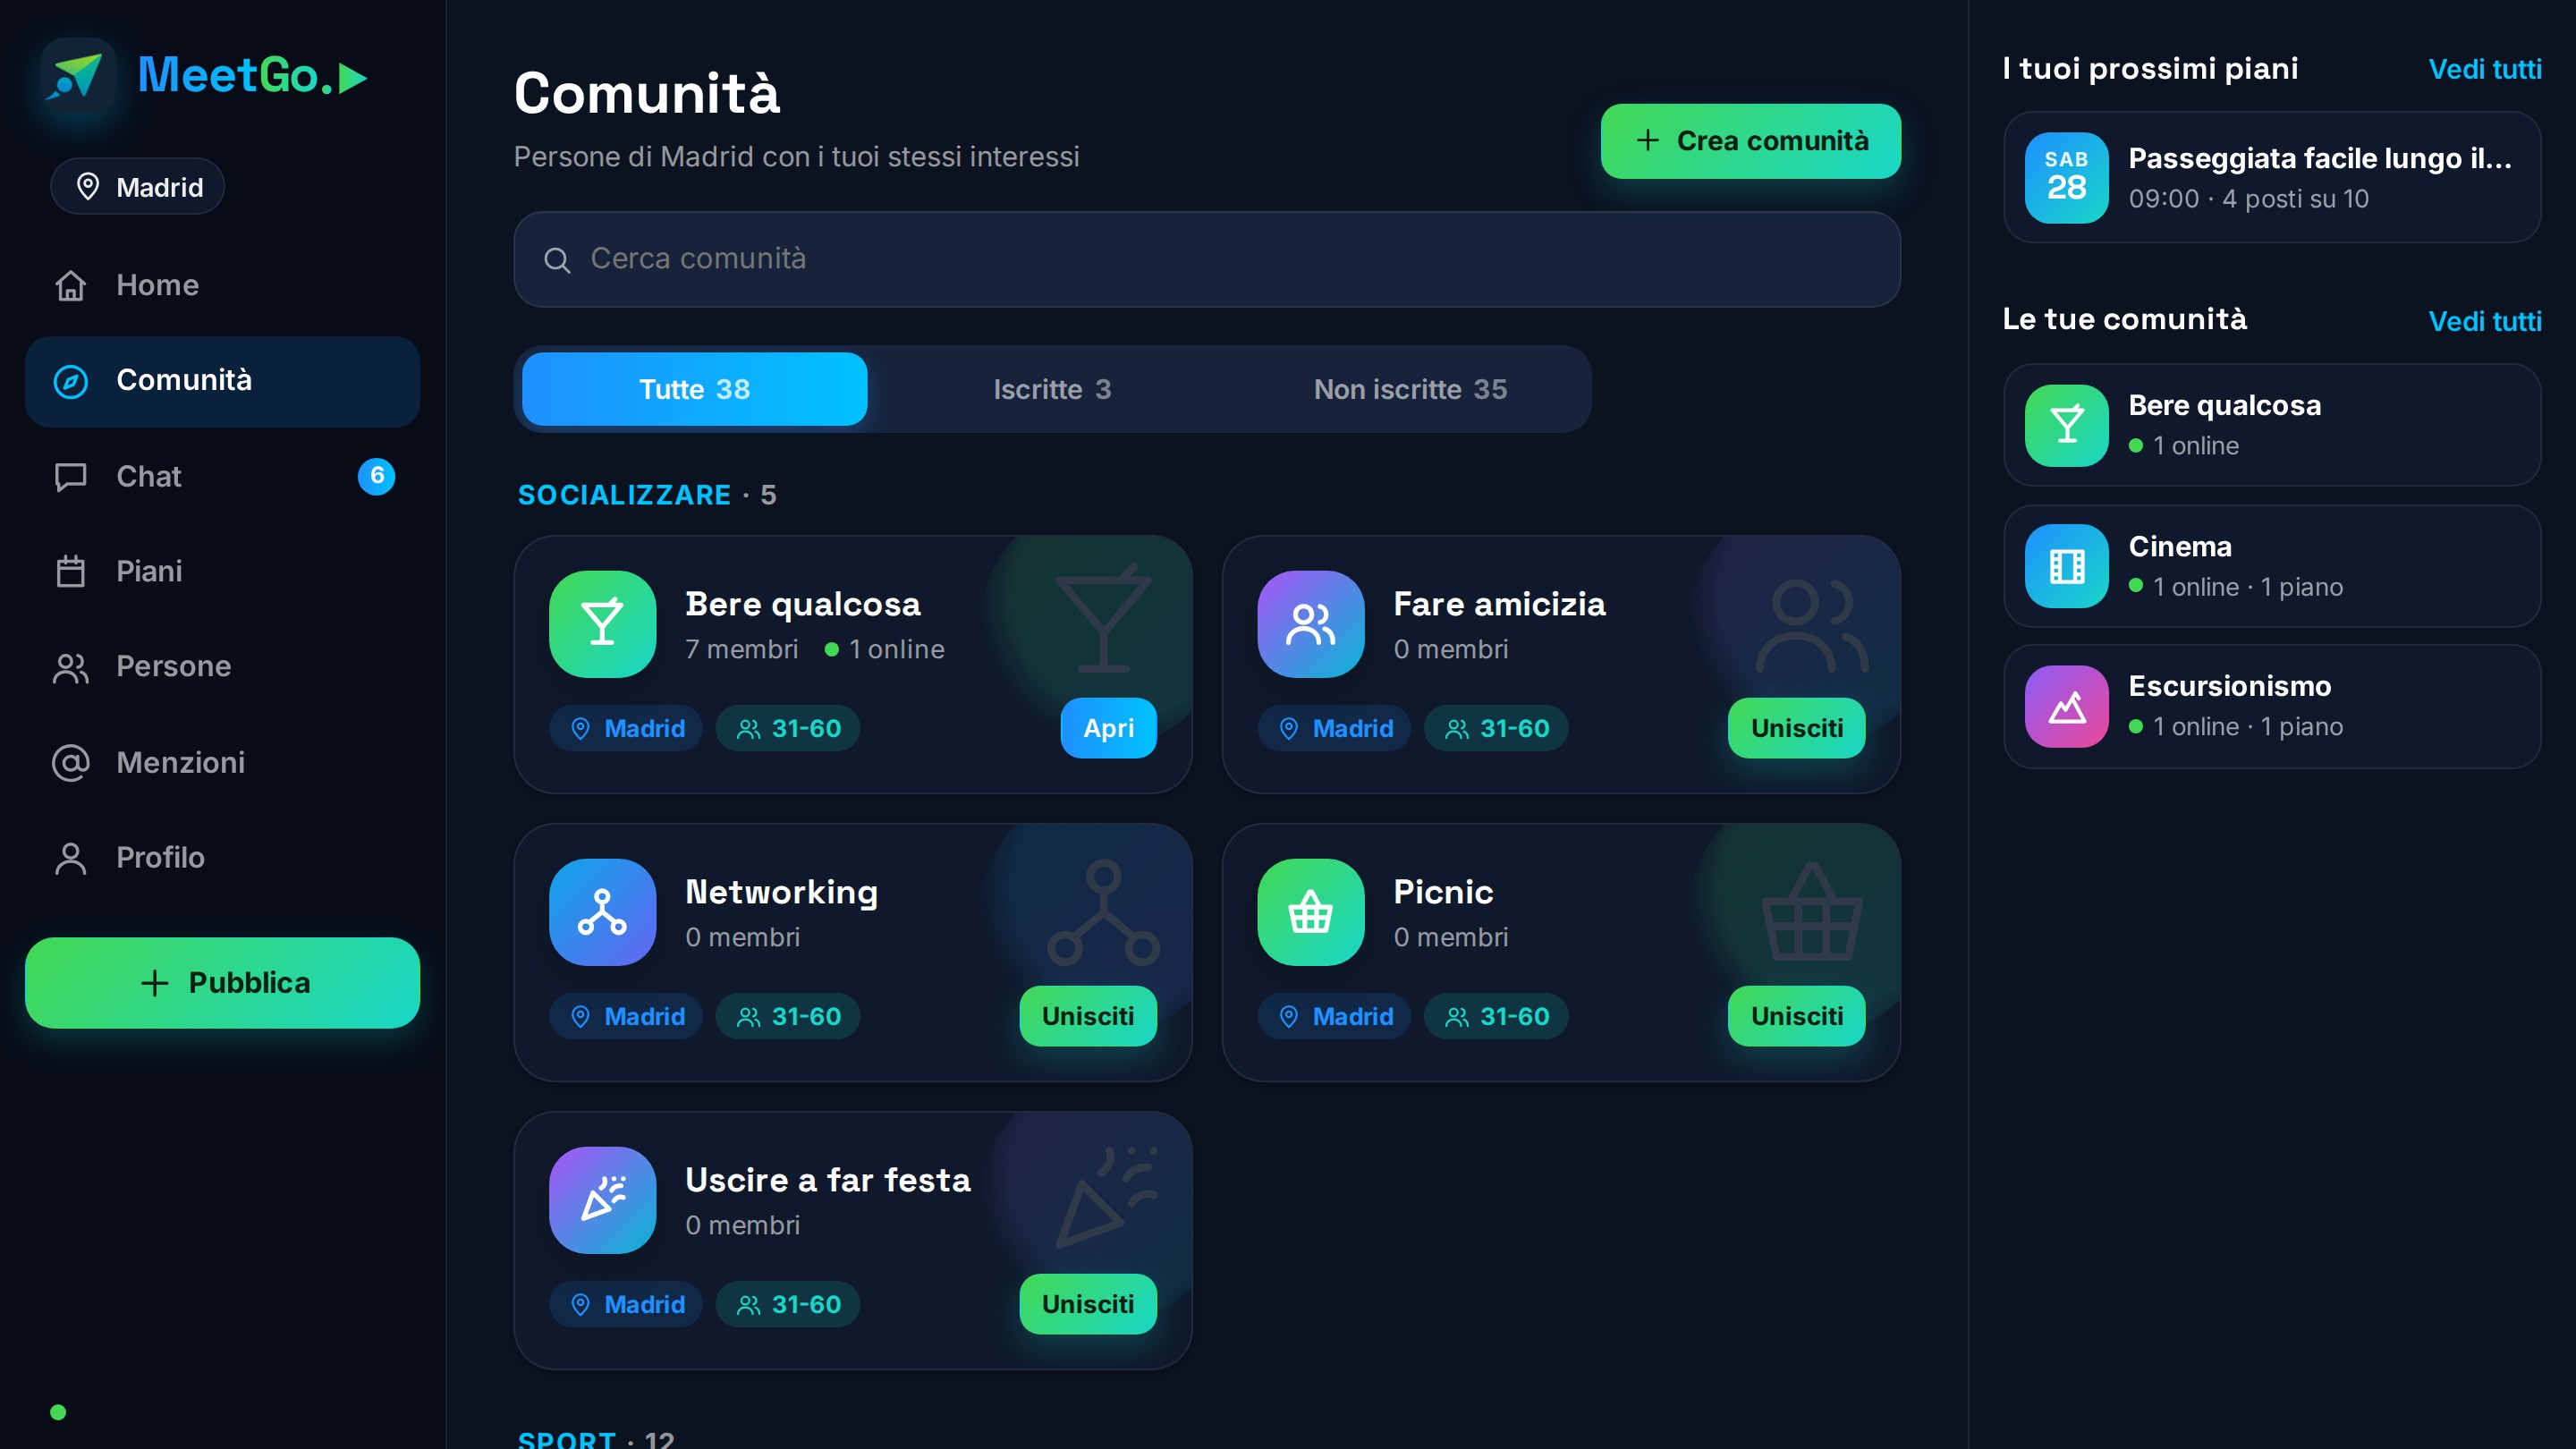 MeetGo.
Madrid
Home
Comunità
Chat 6
Piani
Persone
Menzioni
Profilo
+ Pubblica
Comunità
Persone di Madrid con i tuoi stessi interessi
+ Crea comunità
Cerca comunità
Tutte 38
Iscritte 3
Non iscritte 35
SOCIALIZZARE · 5
Bere qualcosa
7 membri 1 online
Madrid 31-60 Apri
Fare amicizia
0 membri
Madrid 31-60 Unisciti
Networking
0 membri
Madrid 31-60 Unisciti
Picnic
0 membri
Madrid 31-60 Unisciti
Uscire a far festa
0 membri
Madrid 31-60 Unisciti
SPORT · 12
I tuoi prossimi piani Vedi tutti
SAB
28
Passeggiata facile lungo il...
09:00 · 4 posti su 10
Le tue comunità Vedi tutti
Bere qualcosa
1 online
Cinema
1 online · 1 piano
Escursionismo
1 online · 1 piano